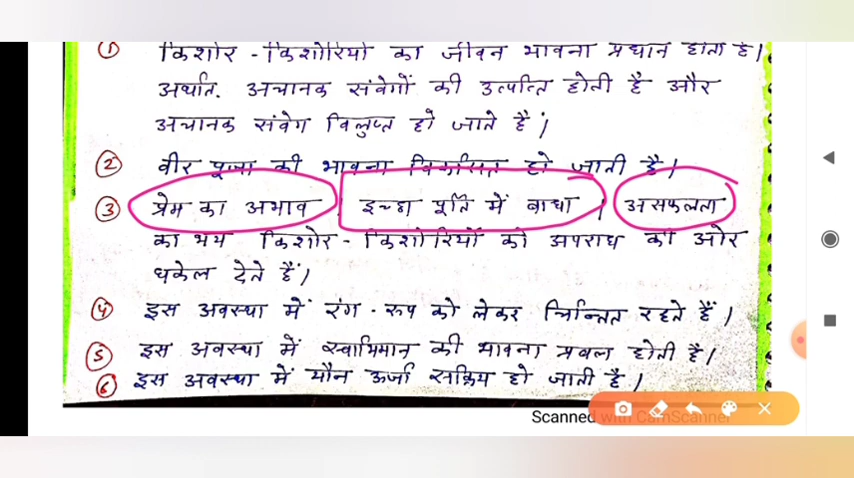 ① किशोर - किशोरियों का जीवन भावना प्रधान होता है।
अर्थात. अचानक संवेगों की उत्पत्ति होती है और
अचानक संवेग विलुप्त हो जाते हैं।
② वीर पूजा की भावना विकसित हो जाती है।
③ प्रेम का अभाव | इच्छा पूर्ति में बाधा | असफलता
का भय किशोर - किशोरियों को अपराध की ओर
धकेल देते हैं।
④ इस अवस्था में रंग - रूप को लेकर चिन्तित रहते हैं।
⑤ इस अवस्था में स्वाभिमान की भावना प्रबल होती है।
⑥ इस अवस्था में यौन ऊर्जा सक्रिय हो जाती है।
Scanned with CamScanner